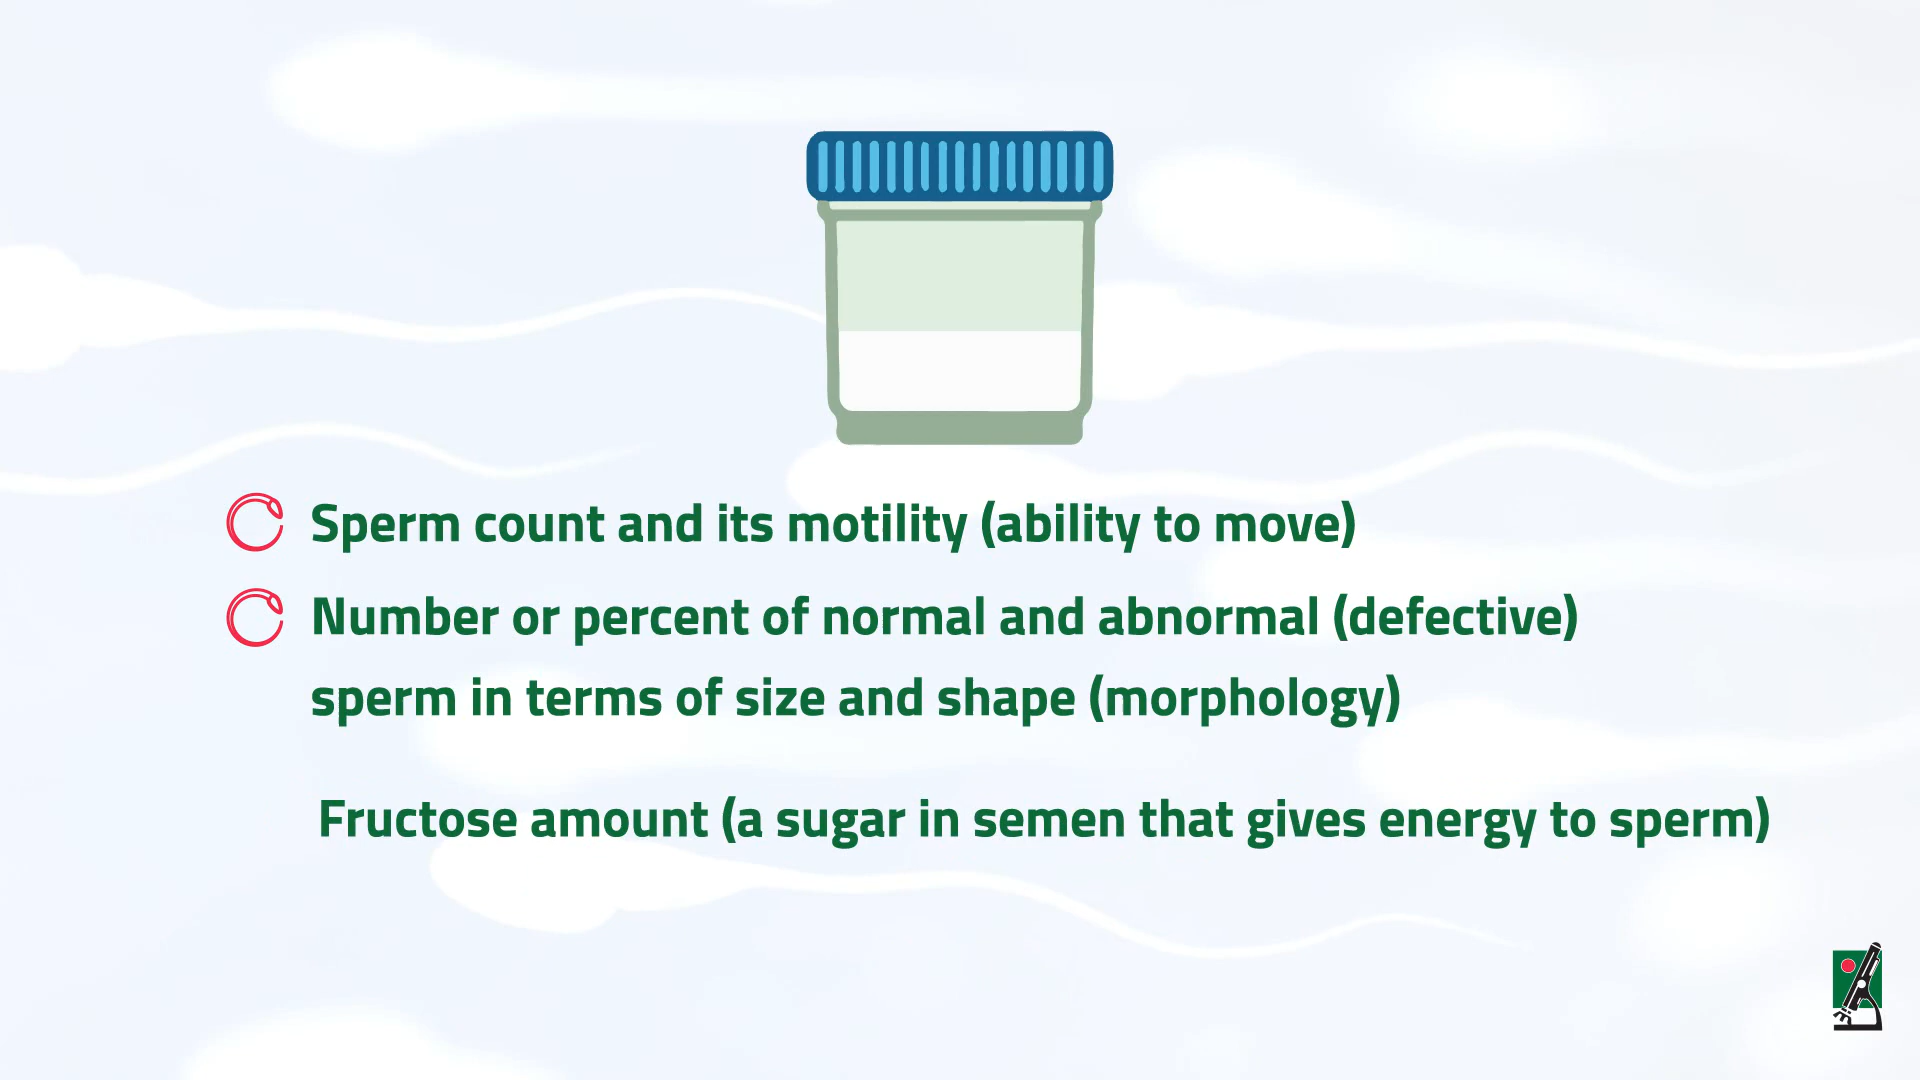 Sperm count and its motility (ability to move)
Number or percent of normal and abnormal (defective)
sperm in terms of size and shape (morphology)
Fructose amount (a sugar in semen that gives energy to sperm)